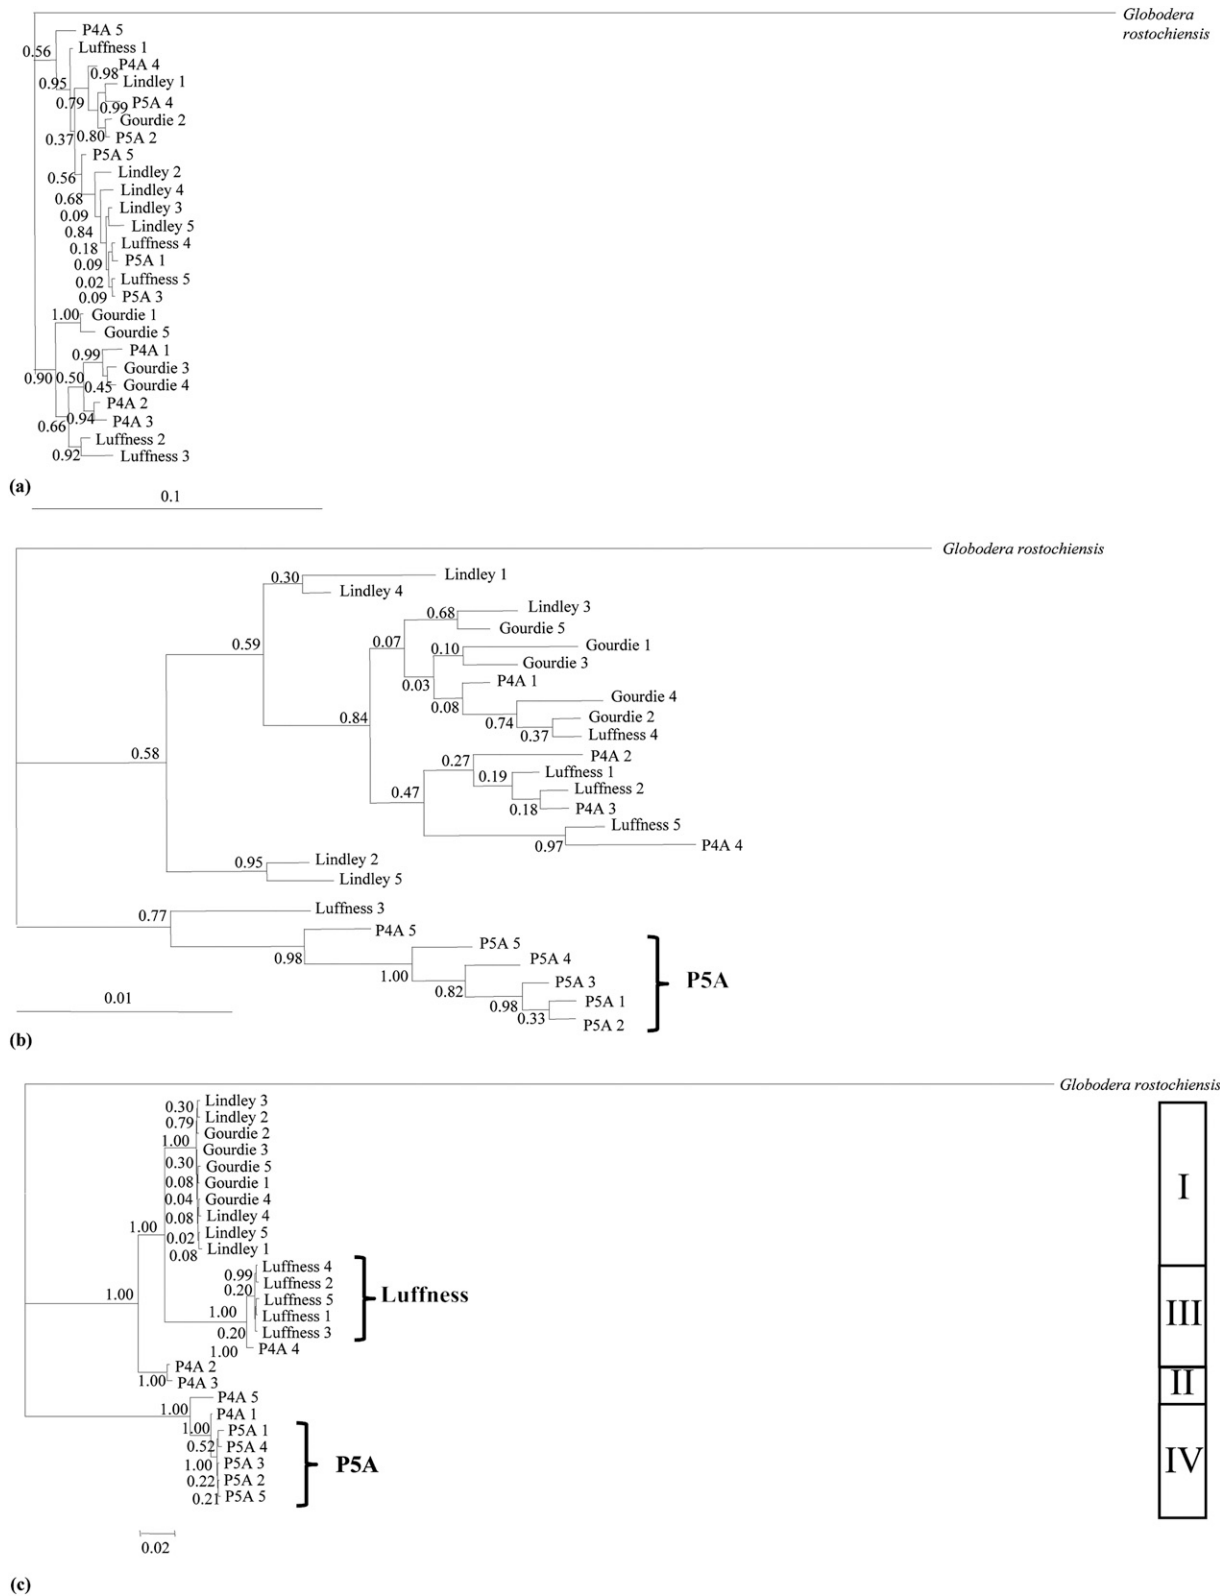 Globodera
rostochiensis
P4A 5
0.56
Luffness 1
P4A 4
0.98
0.95
Lindley 1
0.79
P5A 4
0.99
Gourdie 2
0.37
0.80
P5A 2
P5A 5
0.56
Lindley 2
0.68
Lindley 4
0.09
Lindley 3
0.84
Lindley 5
0.18
Luffness 4
0.09
P5A 1
0.02
Luffness 5
0.09
P5A 3
1.00
Gourdie 1
Gourdie 5
0.99
P4A 1
Gourdie 3
0.90
0.50
0.45
Gourdie 4
P4A 2
0.94
P4A 3
0.66
Luffness 2
0.92
Luffness 3
(a)
0.1
Globodera rostochiensis
0.30
Lindley 1
Lindley 4
Lindley 3
0.68
Gourdie 5
0.59
0.07
Gourdie 1
0.10
Gourdie 3
0.03
P4A 1
Gourdie 4
0.08
0.84
0.74
Gourdie 2
0.37
Luffness 4
0.58
P4A 2
0.27
0.19
Luffness 1
0.47
Luffness 2
0.18
P4A 3
Luffness 5
0.97
P4A 4
0.95
Lindley 2
Lindley 5
0.77
Luffness 3
P4A 5
P5A 5
0.98
P5A 4
1.00
P5A 3
P5A
0.82
0.98
P5A 1
0.33
P5A 2
0.01
(b)
Globodera rostochiensis
Lindley 3
0.30
Lindley 2
0.79
Gourdie 2
1.00
Gourdie 3
0.30
Gourdie 5
0.08
Gourdie 1
0.04
Gourdie 4
0.08
Lindley 4
1.00
0.02
Lindley 5
0.08
Lindley 1
I
Luffness 4
0.99
Luffness 2
0.20
Luffness 5
1.00
1.00
Luffness 1
0.20
Luffness 3
1.00
P4A 4
Luffness
III
P4A 2
1.00
P4A 3
II
P4A 5
1.00
P4A 1
1.00
P5A 1
0.52
P5A 4
1.00
P5A 3
0.22
P5A 2
0.21
P5A 5
P5A
IV
0.02
(c)